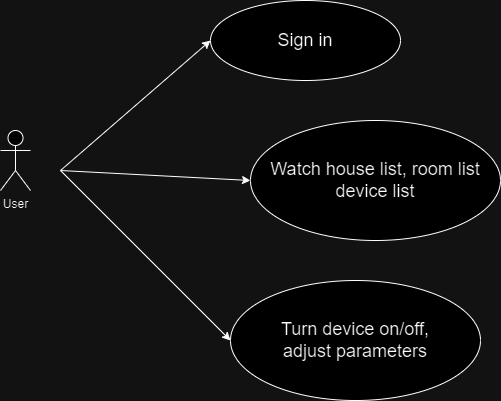 Sign in
Watch house list, room list
device list
User
Turn device on/off,
adjust parameters